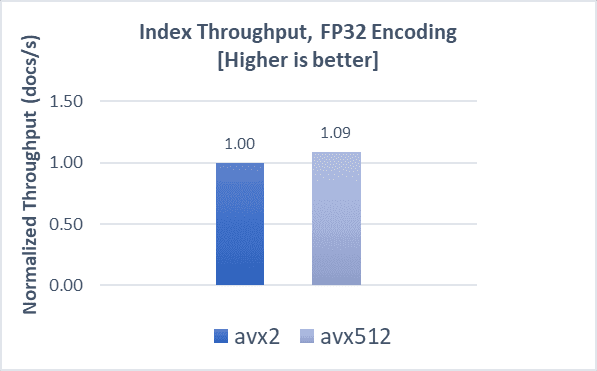 Index Throughput, FP32 Encoding
[Higher is better]
Normalized Throughput (docs/s)
1.50
1.00
0.50
0.00
1.00
1.09
avx2
avx512